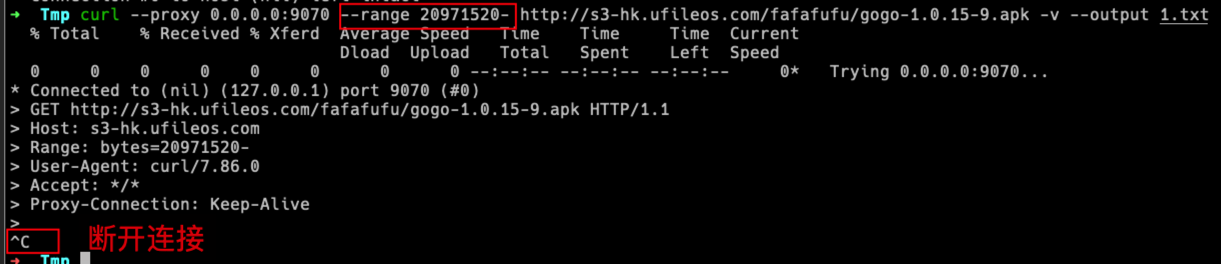 ➜ Tmp curl --proxy 0.0.0.0:9070 --range 20971520- http://s3-hk.ufileos.com/fafafufu/gogo-1.0.15-9.apk -v --output 1.txt
% Total % Received % Xferd Average Speed Time Time Time Current
Dload Upload Total Spent Left Speed
0 0 0 0 0 0 0 0 --:--:-- --:--:-- --:--:-- 0* Trying 0.0.0.0:9070...
* Connected to (nil) (127.0.0.1) port 9070 (#0)
> GET http://s3-hk.ufileos.com/fafafufu/gogo-1.0.15-9.apk HTTP/1.1
> Host: s3-hk.ufileos.com
> Range: bytes=20971520-
> User-Agent: curl/7.86.0
> Accept: */*
> Proxy-Connection: Keep-Alive
>
^C 断开连接
➜ Tmp